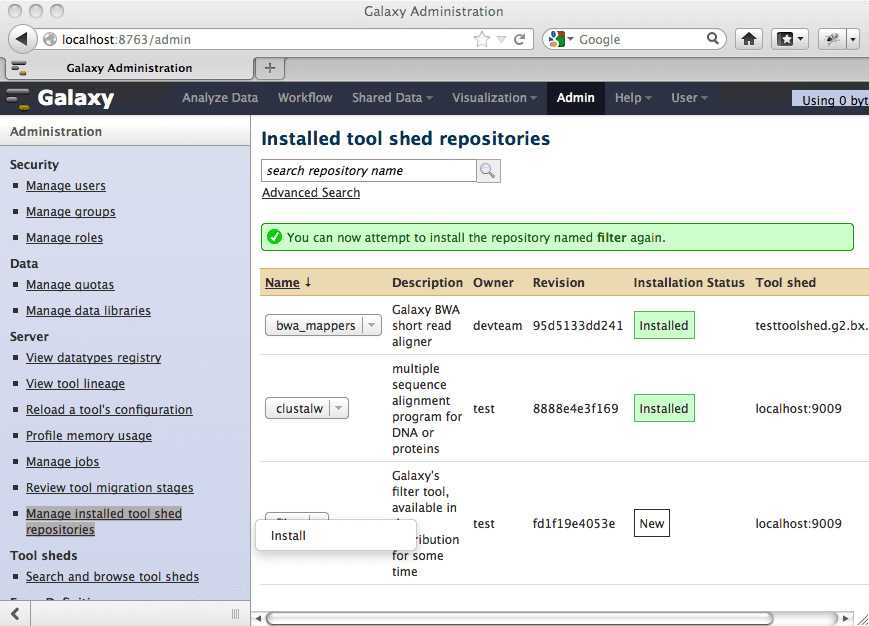 Galaxy Administration
localhost:8763/admin
Google
Galaxy Administration
Galaxy
Analyze Data
Workflow
Shared Data
Visualization
Admin
Help
User
Using 0 byt
Administration
Security
Manage users
Manage groups
Manage roles
Data
Manage quotas
Manage data libraries
Server
View datatypes registry
View tool lineage
Reload a tool's configuration
Profile memory usage
Manage jobs
Review tool migration stages
Manage installed tool shed
repositories
Tool sheds
Search and browse tool sheds
Installed tool shed repositories
search repository name
Advanced Search
You can now attempt to install the repository named filter again.
Name ↓ Description Owner Revision Installation Status Tool shed
bwa_mappers
Galaxy BWA
short read
aligner
devteam
95d5133dd241
Installed
testtoolshed.g2.bx.
clustalw
multiple
sequence
alignment
program for
DNA or
proteins
test
8888e4e3f169
Installed
localhost:9009
Galaxy's
filter tool,
available in
ribution
for some
time
test
fd1f19e4053e
New
localhost:9009
Install